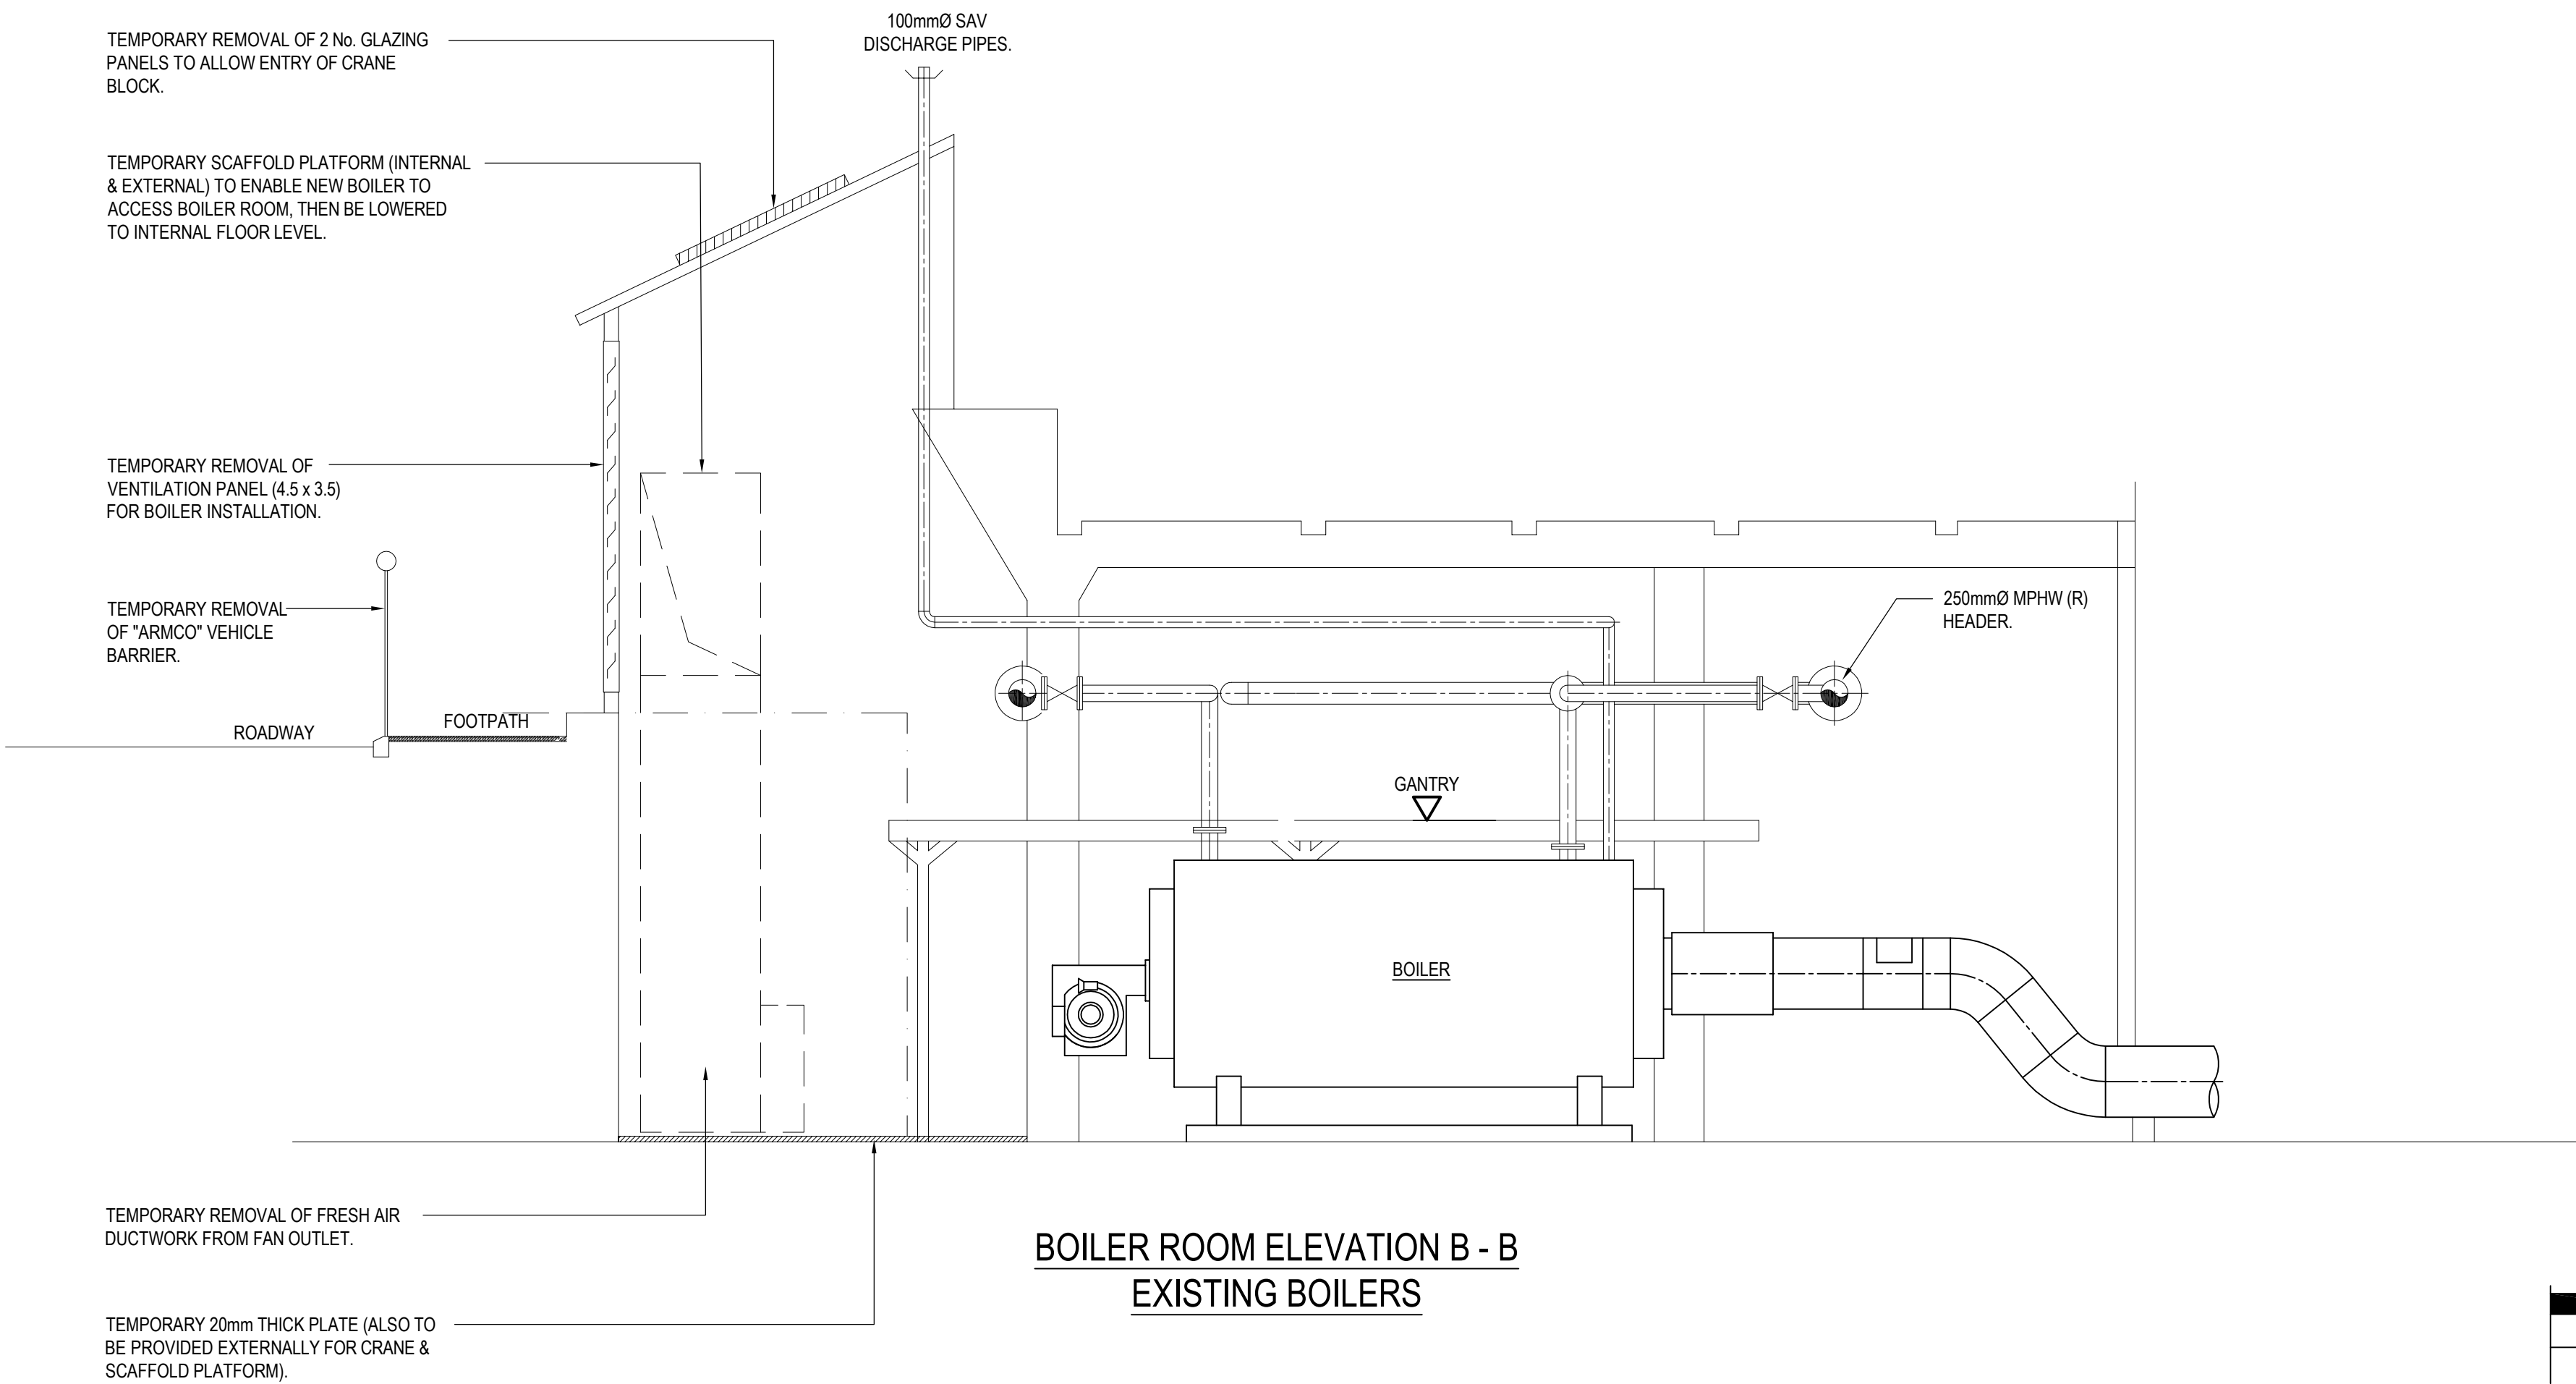 100mmØ SAV
DISCHARGE PIPES.
TEMPORARY REMOVAL OF 2 No. GLAZING
PANELS TO ALLOW ENTRY OF CRANE
BLOCK.
TEMPORARY SCAFFOLD PLATFORM (INTERNAL
& EXTERNAL) TO ENABLE NEW BOILER TO
ACCESS BOILER ROOM, THEN BE LOWERED
TO INTERNAL FLOOR LEVEL.
TEMPORARY REMOVAL OF
VENTILATION PANEL (4.5 x 3.5)
FOR BOILER INSTALLATION.
TEMPORARY REMOVAL
OF "ARMCO" VEHICLE
BARRIER.
250mmØ MPHW (R)
HEADER.
ROADWAY
FOOTPATH
GANTRY
BOILER
TEMPORARY REMOVAL OF FRESH AIR
DUCTWORK FROM FAN OUTLET.
BOILER ROOM ELEVATION B - B
EXISTING BOILERS
TEMPORARY 20mm THICK PLATE (ALSO TO
BE PROVIDED EXTERNALLY FOR CRANE &
SCAFFOLD PLATFORM).